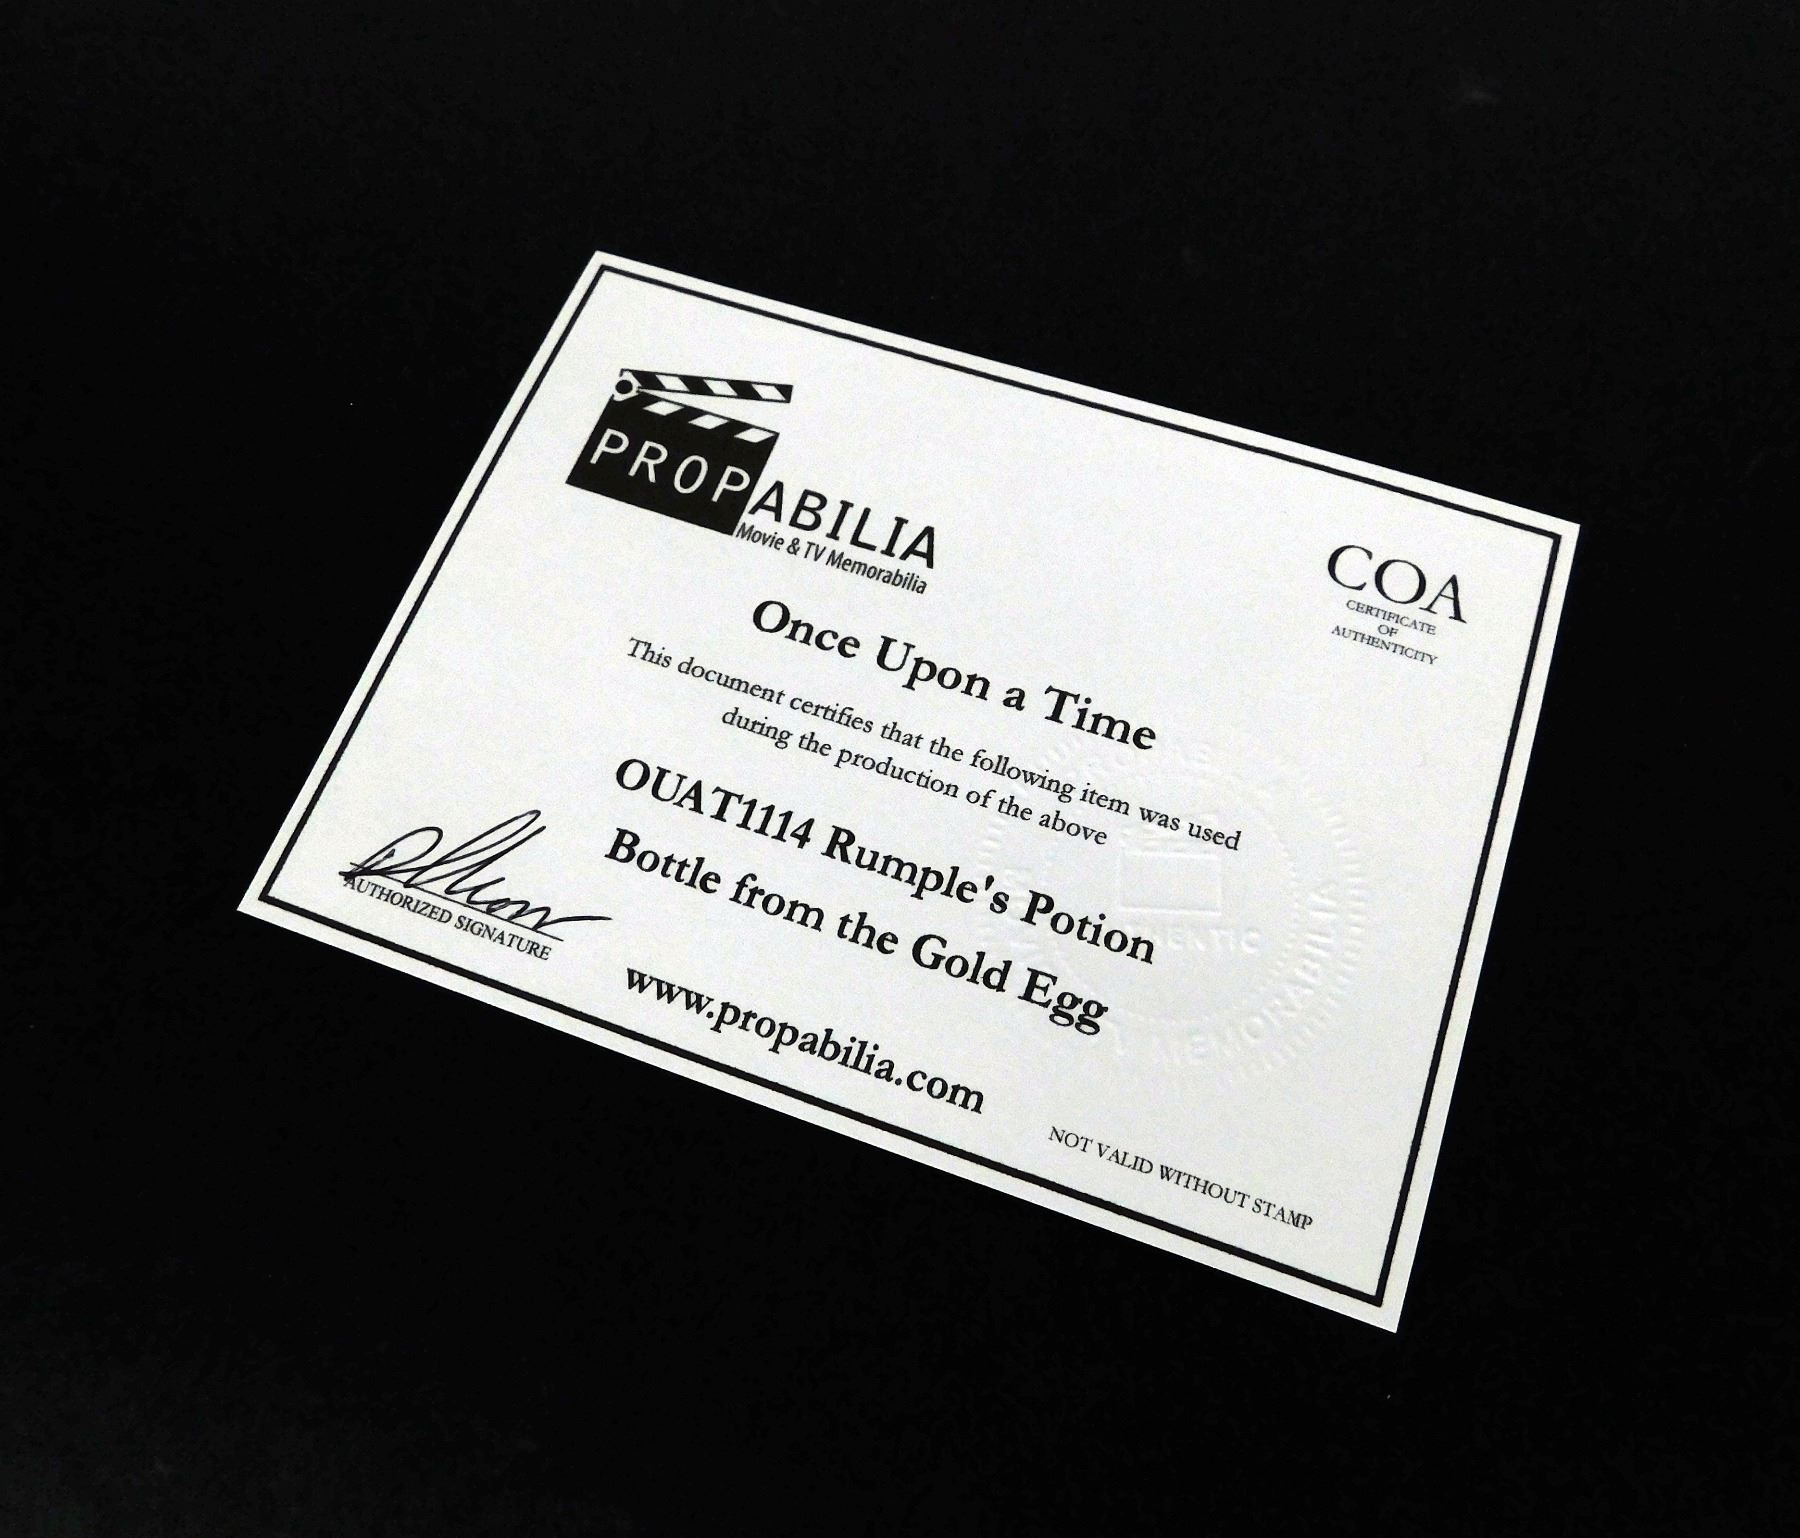 PROPABILIA
Movie & TV Memorabilia
COA
CERTIFICATE
OF
AUTHENTICITY
Once Upon a Time
This document certifies that the following item was used
during the production of the above
OUAT1114 Rumple's Potion
Bottle from the Gold Egg
AUTHORIZED SIGNATURE
www.propabilia.com
NOT VALID WITHOUT STAMP
MEMORABILIA
MEMORABILIA